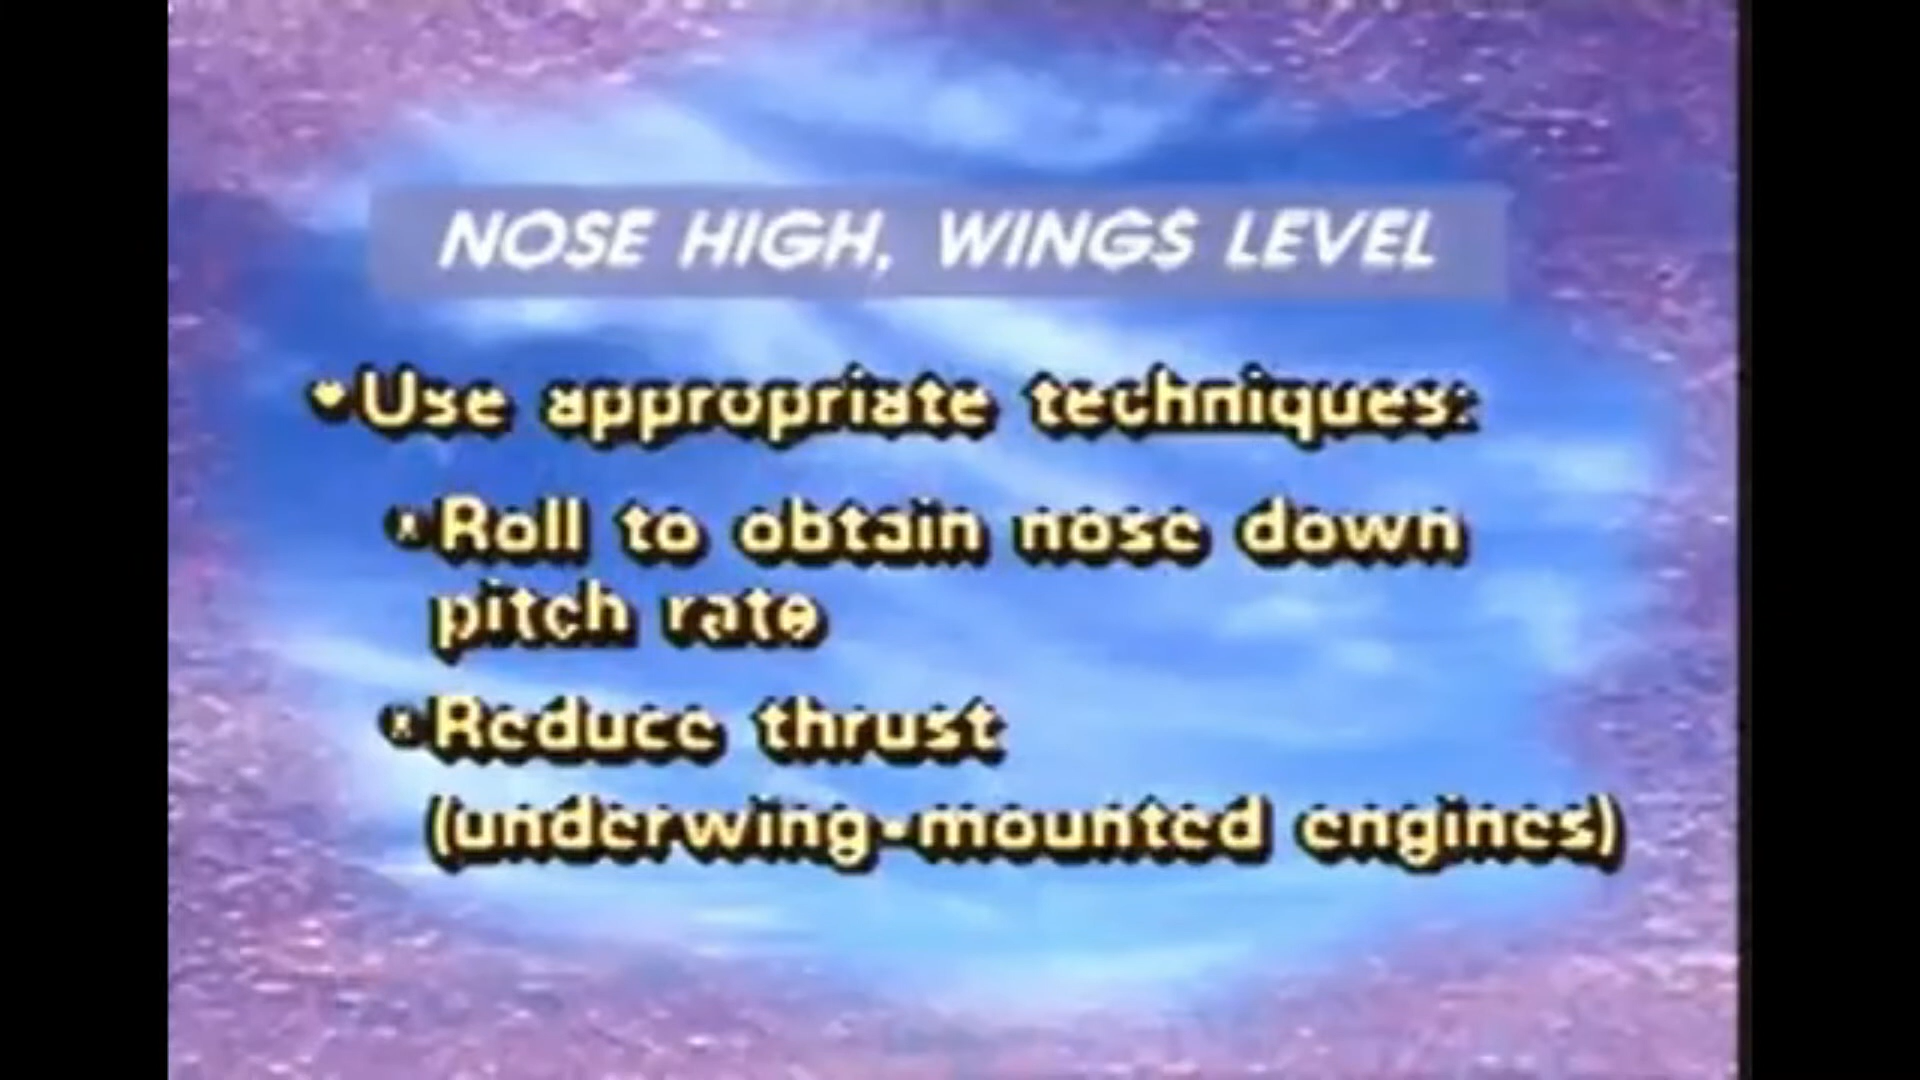 NOSE HIGH, WINGS LEVEL
•Use appropriate techniques:
•Roll to obtain nose down
pitch rate
•Reduce thrust
(underwing-mounted engines)